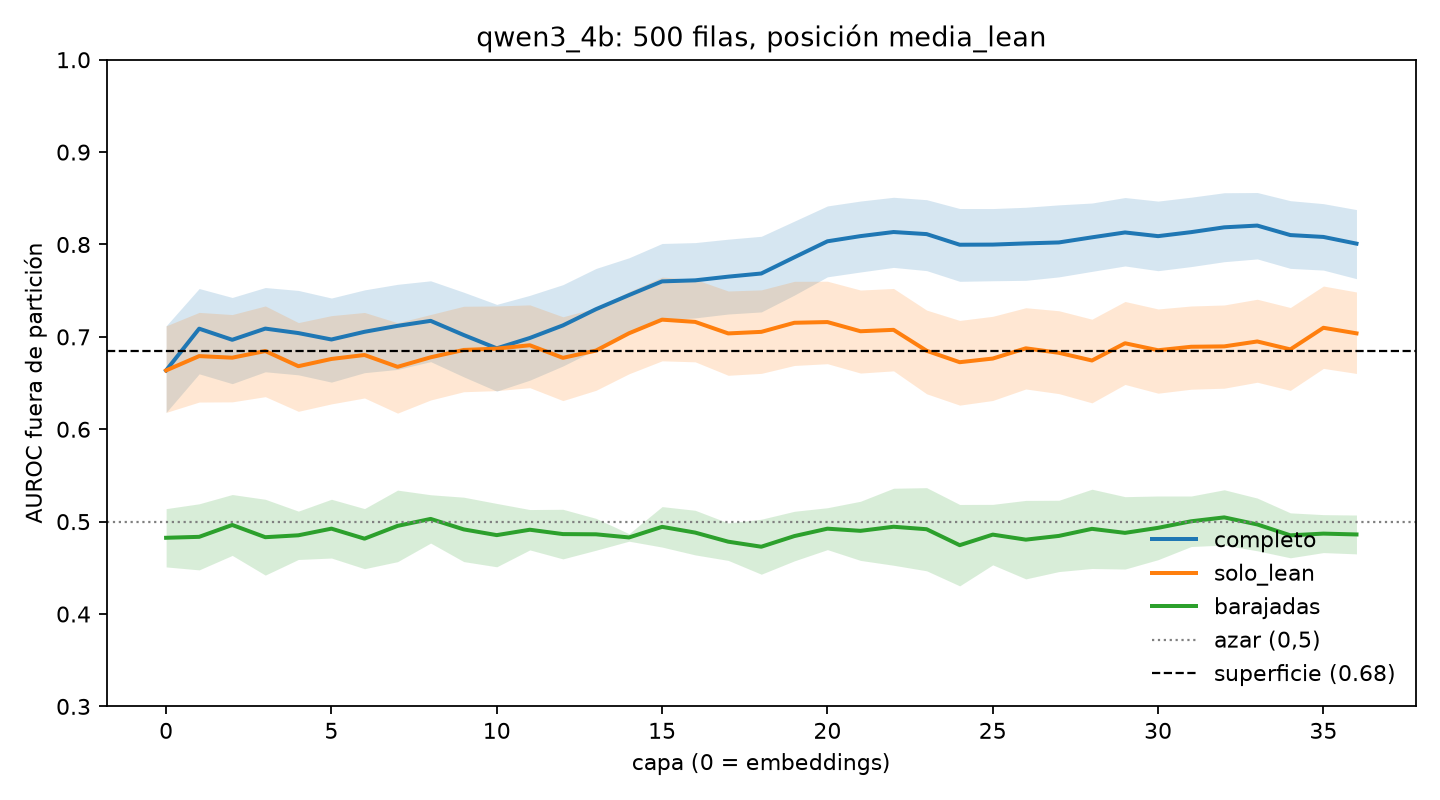 qwen3_4b: 500 filas, posición media_lean
AUROC fuera de partición
1.0
0.9
0.8
0.7
0.6
0.5
0.4
0.3
completo
solo_lean
barajadas
azar (0,5)
superficie (0.68)
0 5 10 15 20 25 30 35
capa (0 = embeddings)